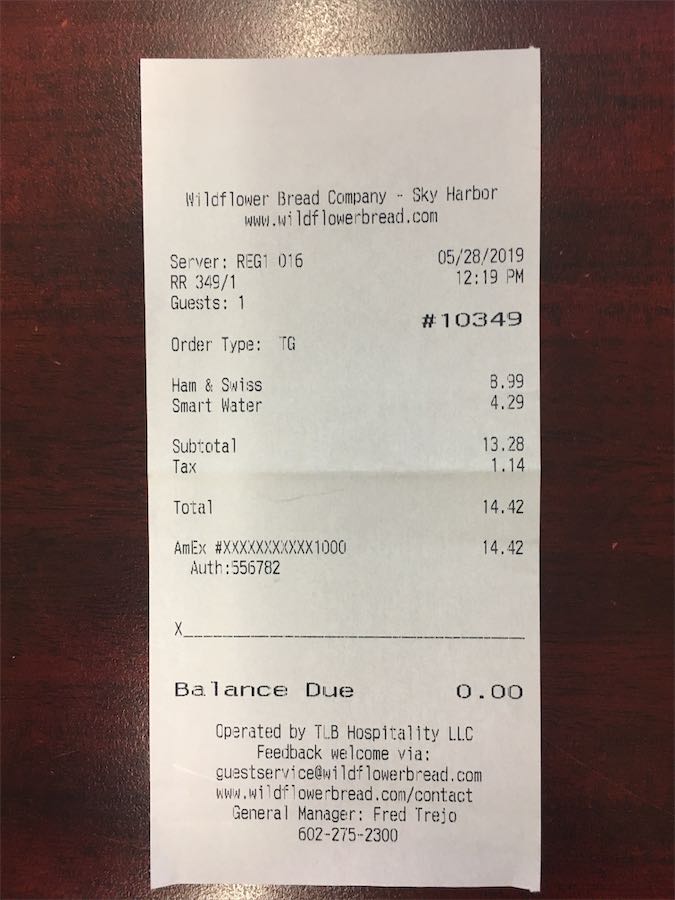 Wildflower Bread Company - Sky Harbor
www.wildflowerbread.com
Server: REG1 016 05/28/2019
RR 349/1 12:19 PM
Guests: 1
#10349
Order Type: TG
Ham & Swiss 8.99
Smart Water 4.29
Subtotal 13.28
Tax 1.14
Total 14.42
AmEx #XXXXXXXXXXX1000 14.42
Auth:556782
X
Balance Due 0.00
Operated by TLB Hospitality LLC
Feedback welcome via:
guestservice@wildflowerbread.com
www.wildflowerbread.com/contact
General Manager: Fred Trejo
602-275-2300